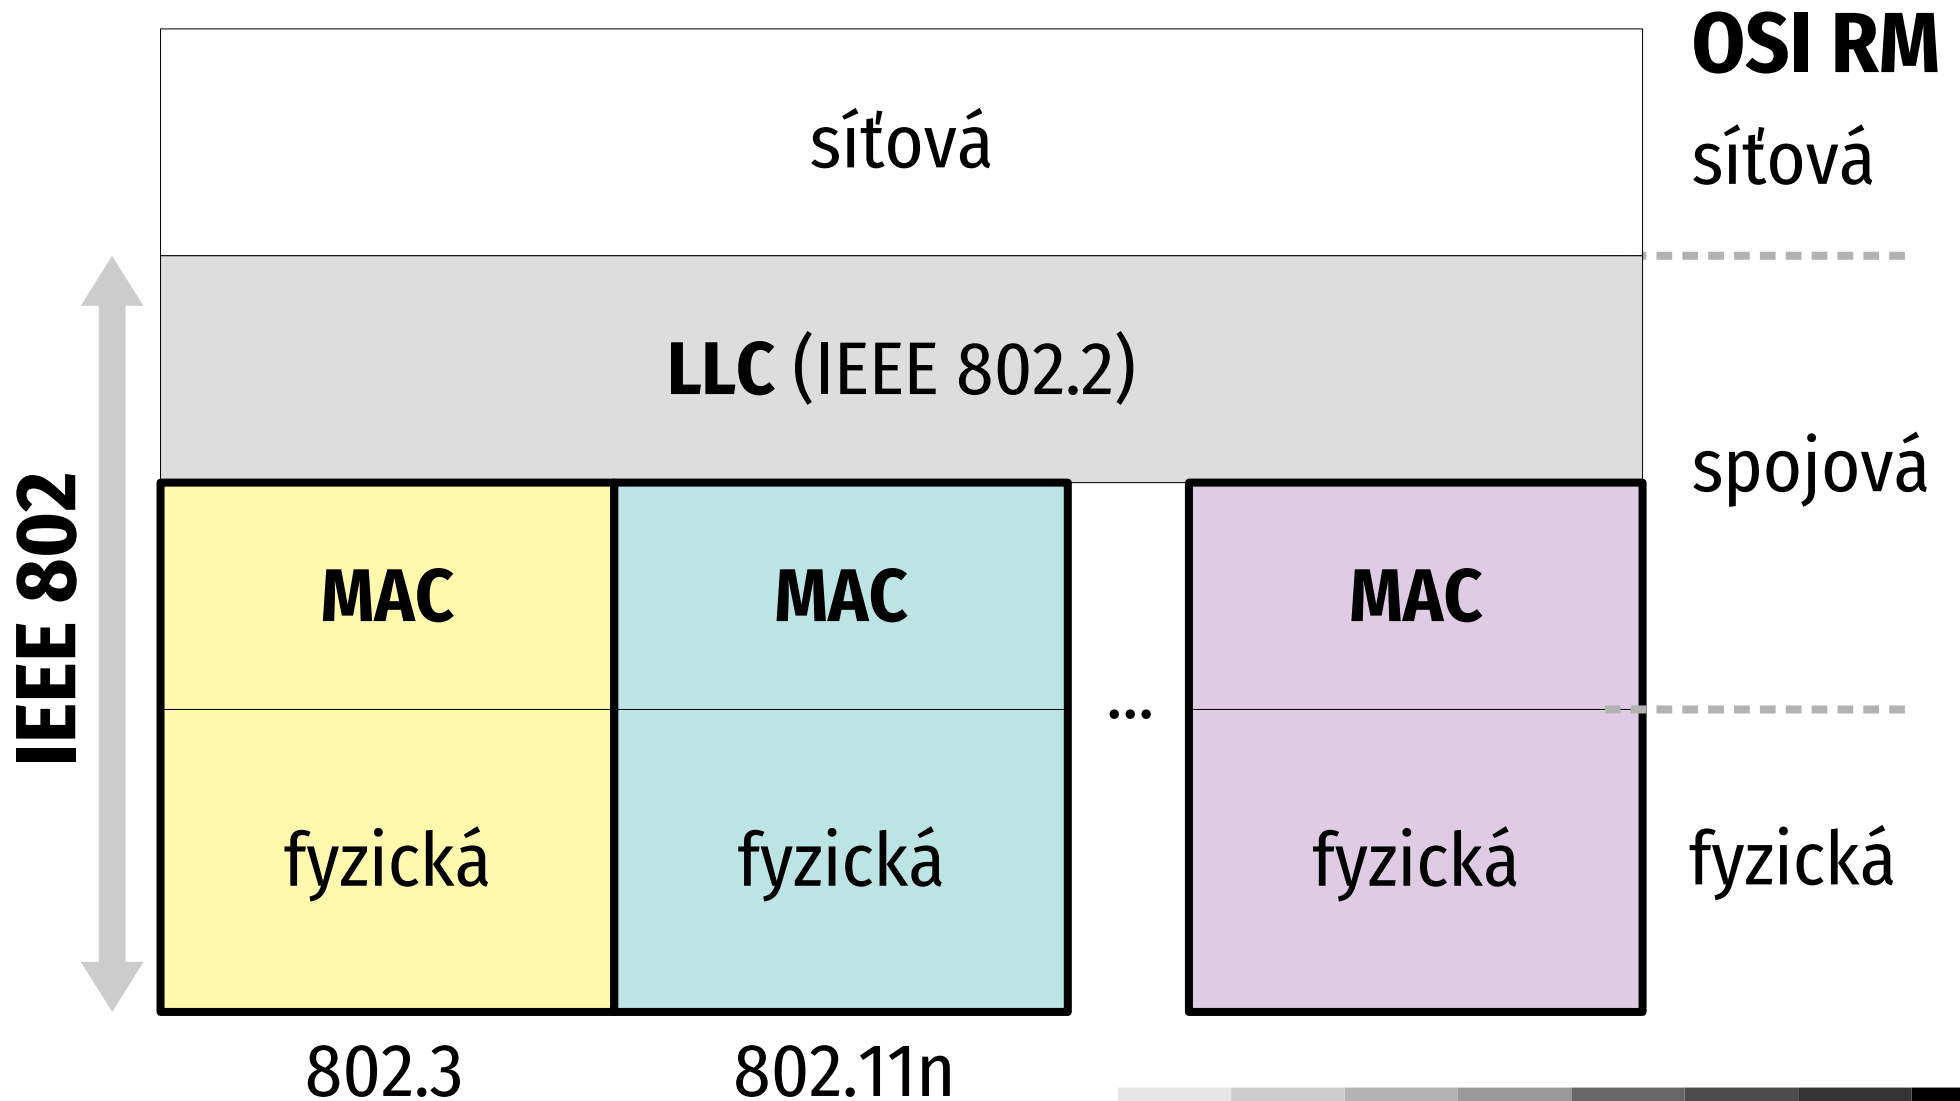 OSI RM
síťová
síťová
LLC (IEEE 802.2)
spojová
IEEE 802
MAC
MAC
MAC
...
fyzická
fyzická
fyzická
fyzická
802.3
802.11n